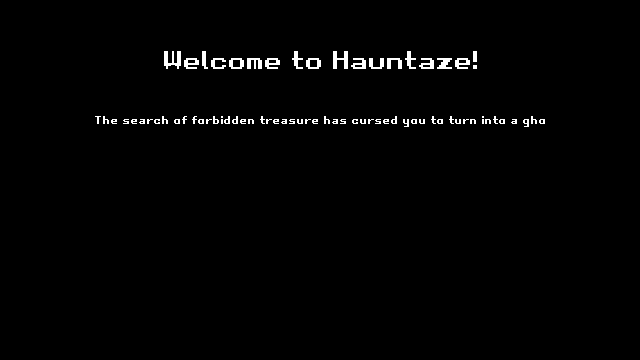 Welcome to Hauntaze!
The search of forbidden treasure has cursed you to turn into a gho